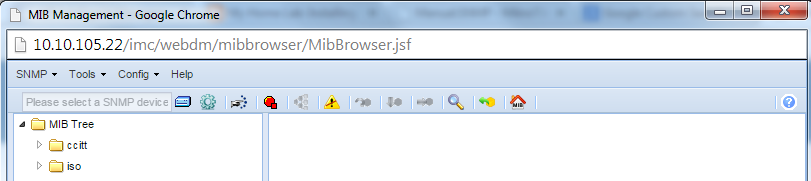 MIB Management - Google Chrome
10.10.105.22/imc/webdm/mibbrowser/MibBrowser.jsf
SNMP Tools Config Help
Please select a SNMP device MIB ?
MIB Tree
ccitt
iso